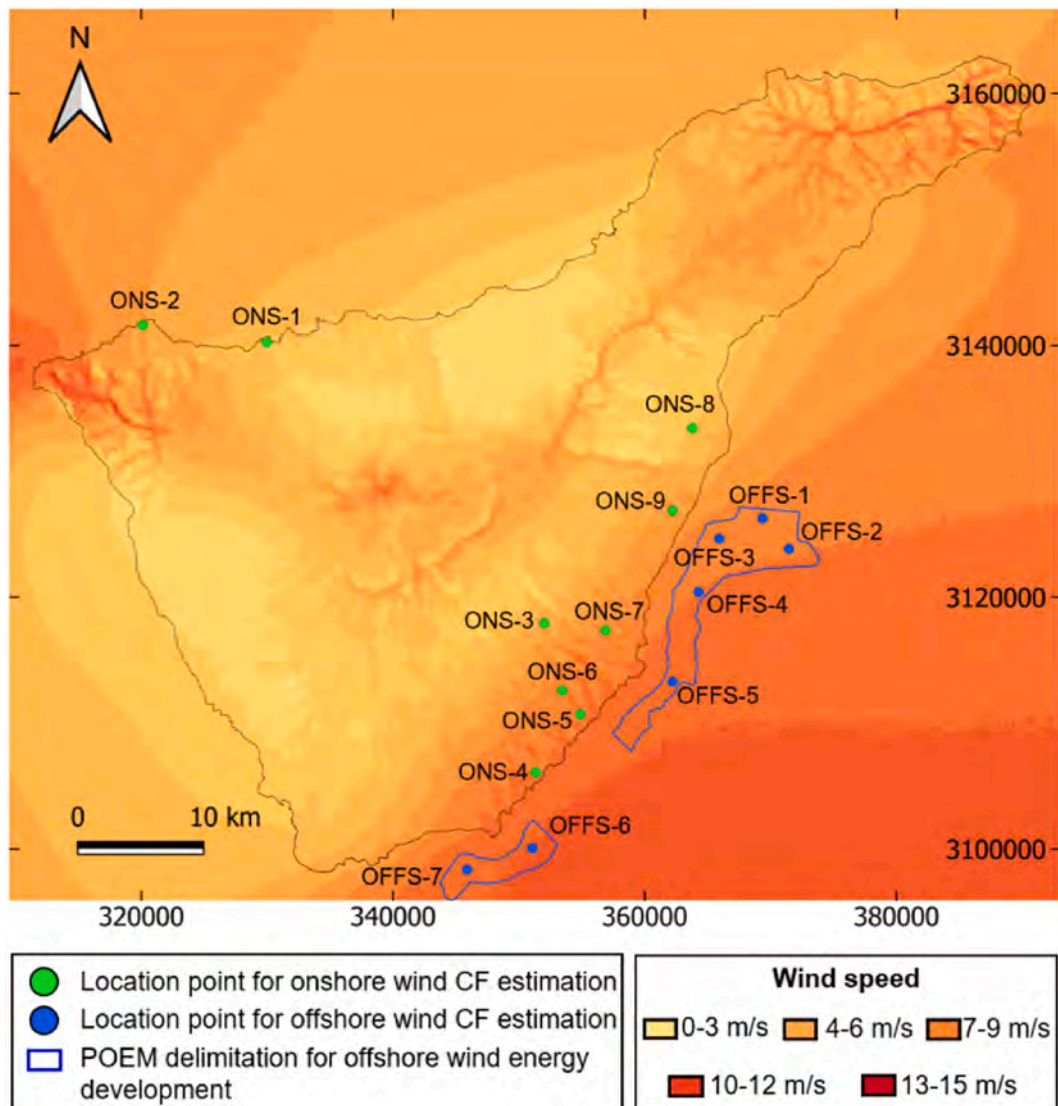 N
3160000
ONS-2
ONS-1
3140000
ONS-8
ONS-9
OFFS-1
OFFS-2
OFFS-3
ONS-3
ONS-7
OFFS-4
3120000
ONS-6
ONS-5
OFFS-5
ONS-4
0 10 km
OFFS-6
OFFS-7
3100000
320000 340000 360000 380000
Location point for onshore wind CF estimation
Location point for offshore wind CF estimation
POEM delimitation for offshore wind energy
development
Wind speed
0-3 m/s 4-6 m/s 7-9 m/s
10-12 m/s 13-15 m/s